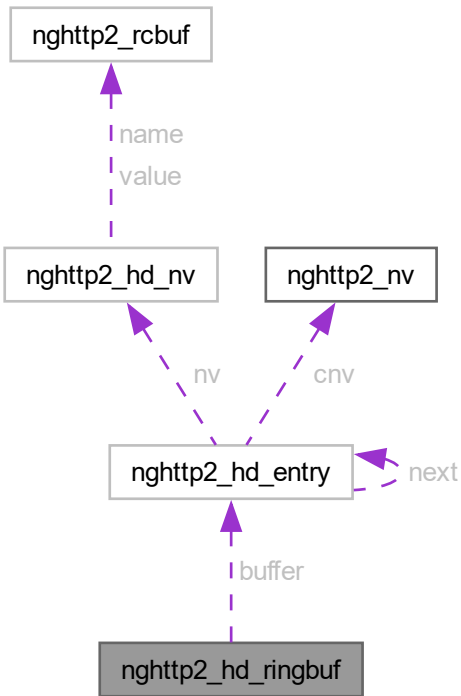 nghttp2_rcbuf
name
value
nghttp2_hd_nv
nghttp2_nv
nv
cnv
nghttp2_hd_entry
next
buffer
nghttp2_hd_ringbuf